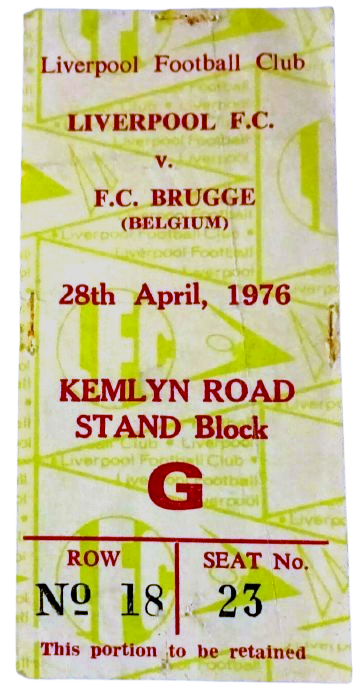 Liverpool Football Club
LIVERPOOL F.C.
v.
F.C. BRUGGE
(BELGIUM)
28th April, 1976
KEMLYN ROAD
STAND Block
G
ROW SEAT No.
Nº 18 23
This portion to be retained